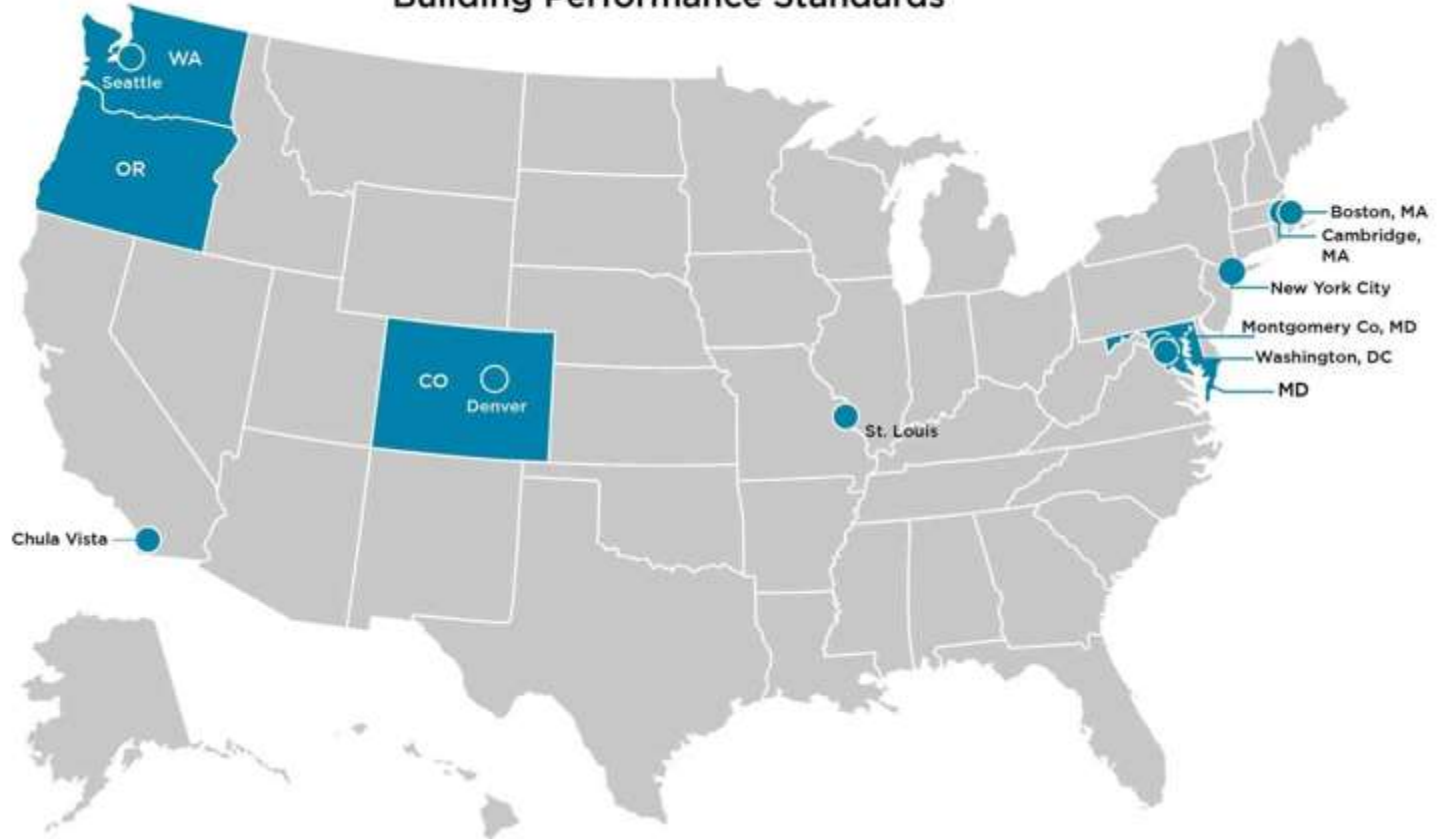 Building Performance Standards
WA
Seattle
OR
Boston, MA
Cambridge,
MA
New York City
Montgomery Co, MD
Washington, DC
CO
Denver
MD
St. Louis
Chula Vista